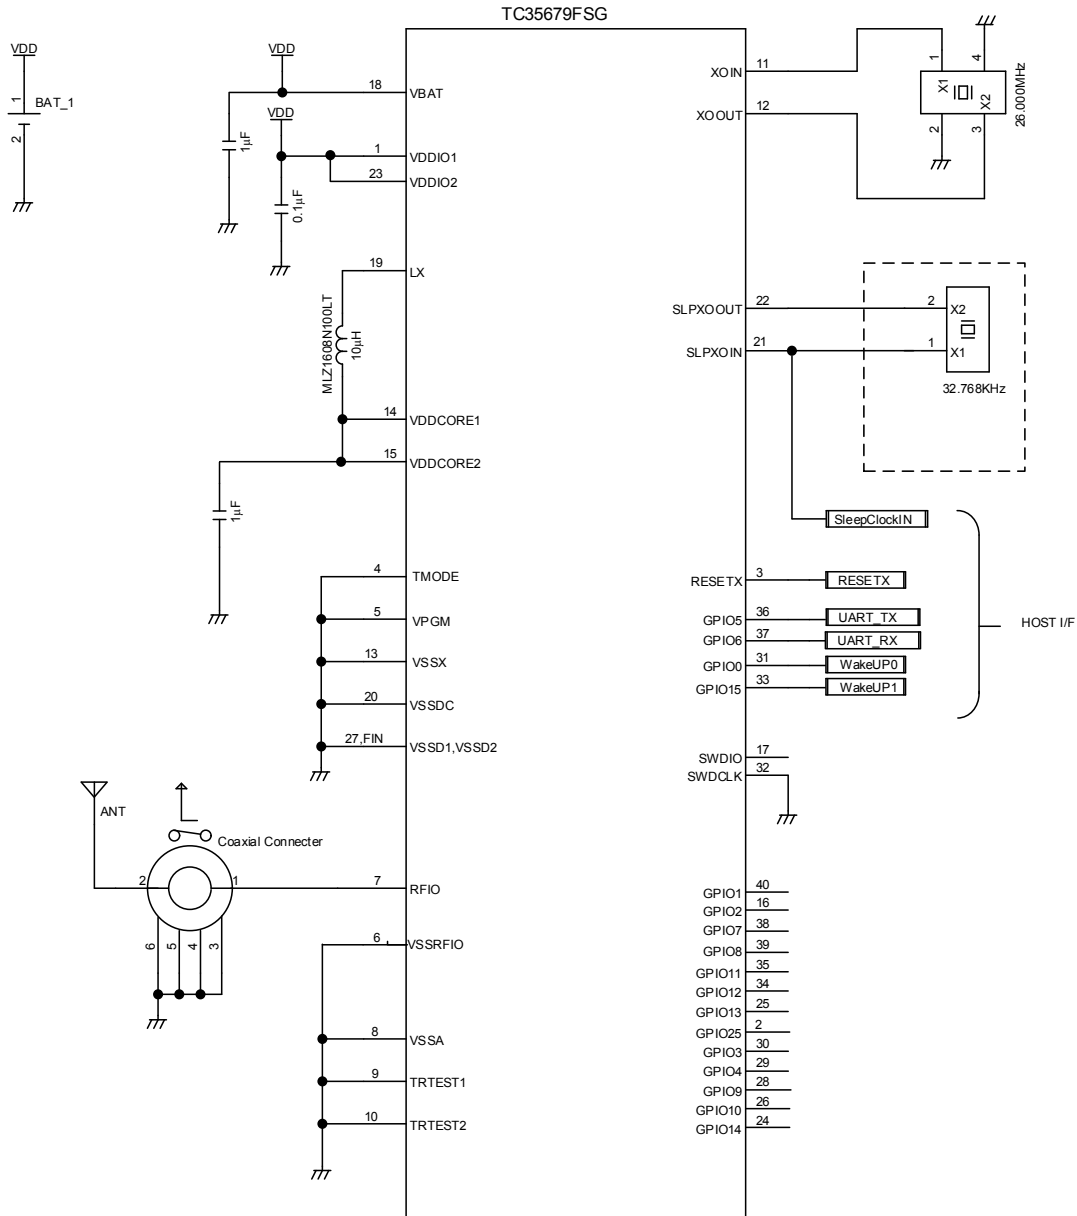 TC35679FSG
VDD
1
BAT_1
2
VDD
18
VBAT
1µF
VDD
1
VDDIO1
23
VDDIO2
0.1µF
19
LX
MLZ1608N100LT
10µH
14
VDDCORE1
15
VDDCORE2
1µF
4
TMODE
5
VPGM
13
VSSX
20
VSSDC
27,FIN
VSSD1,VSSD2
ANT
Coaxial Connecter
2
1
6
5
4
3
7
RFIO
6
VSSRFIO
8
VSSA
9
TRTEST1
10
TRTEST2
XOIN
11
XOOUT
12
1
4
X1
X2
2
3
26.000MHz
SLPXOOUT
22
2
X2
SLPXOIN
21
1
X1
32.768KHz
SleepClockIN
RESETX
3
RESETX
GPIO5
36
UART_TX
GPIO6
37
UART_RX
GPIO0
31
WakeUP0
GPIO15
33
WakeUP1
HOST I/F
SWDIO
17
SWDCLK
32
GPIO1
40
GPIO2
16
GPIO7
38
GPIO8
39
GPIO11
35
GPIO12
34
GPIO13
25
GPIO25
2
GPIO3
30
GPIO4
29
GPIO9
28
GPIO10
26
GPIO14
24